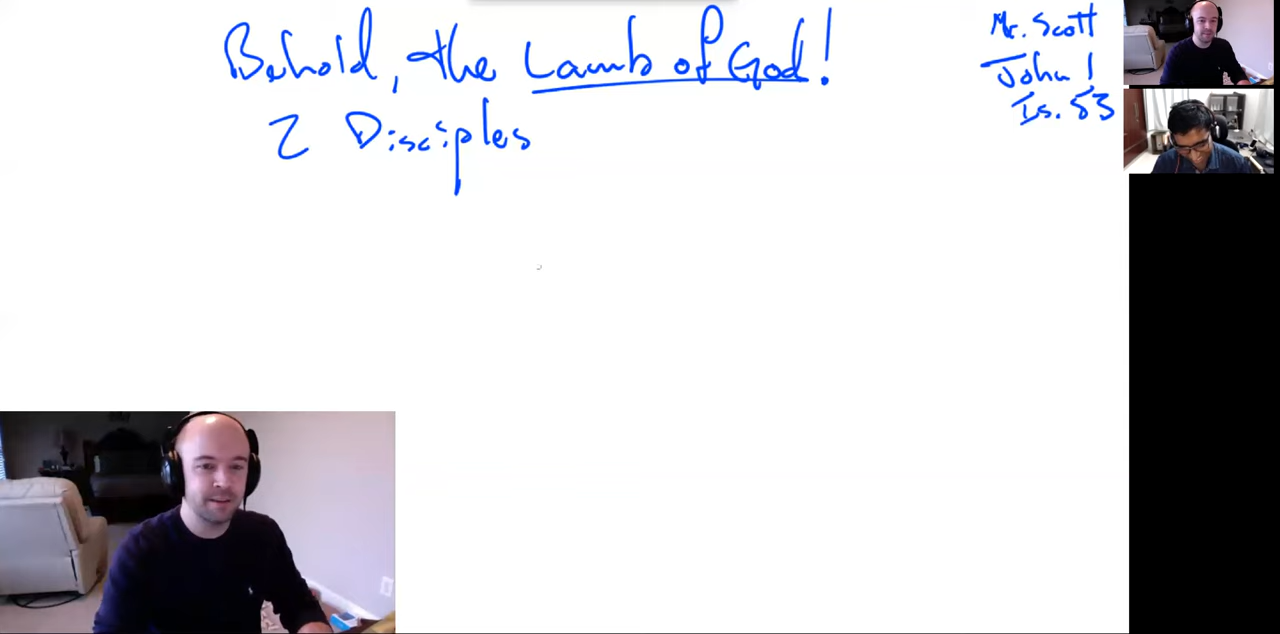 Behold, the Lamb of God!
2 Disciples
Mr. Scott
John 1
Is. 53